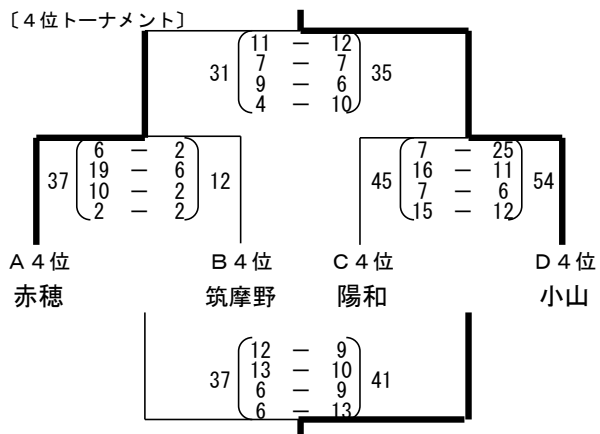 〔４位トーナメント〕
11 － 12
7 － 7
31 9 － 6 35
4 － 10
6 － 2 7 － 25
19 － 6 16 － 11
37 10 － 2 12 45 7 － 6 54
2 － 2 15 － 12
Ａ４位 Ｂ４位 Ｃ４位 Ｄ４位
赤穂 筑摩野 陽和 小山
12 － 9
13 － 10
37 6 － 9 41
6 － 13